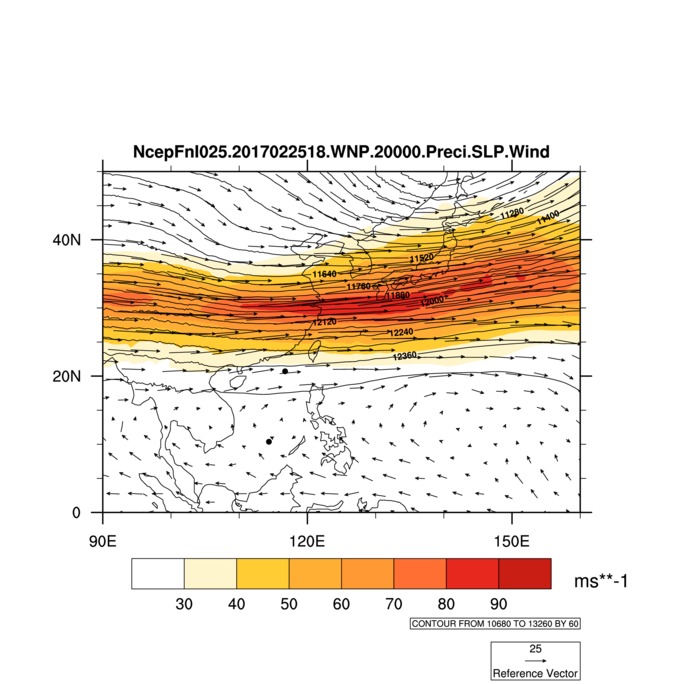 NcepFnl025.2017022518.WNP.20000.Preci.SLP.Wind
11280
11400
40N
11520
11640
11760
11880
12000
12120
12240
12360
20N
0
90E 120E 150E
ms**-1
30 40 50 60 70 80 90
CONTOUR FROM 10680 TO 13260 BY 60
25
Reference Vector